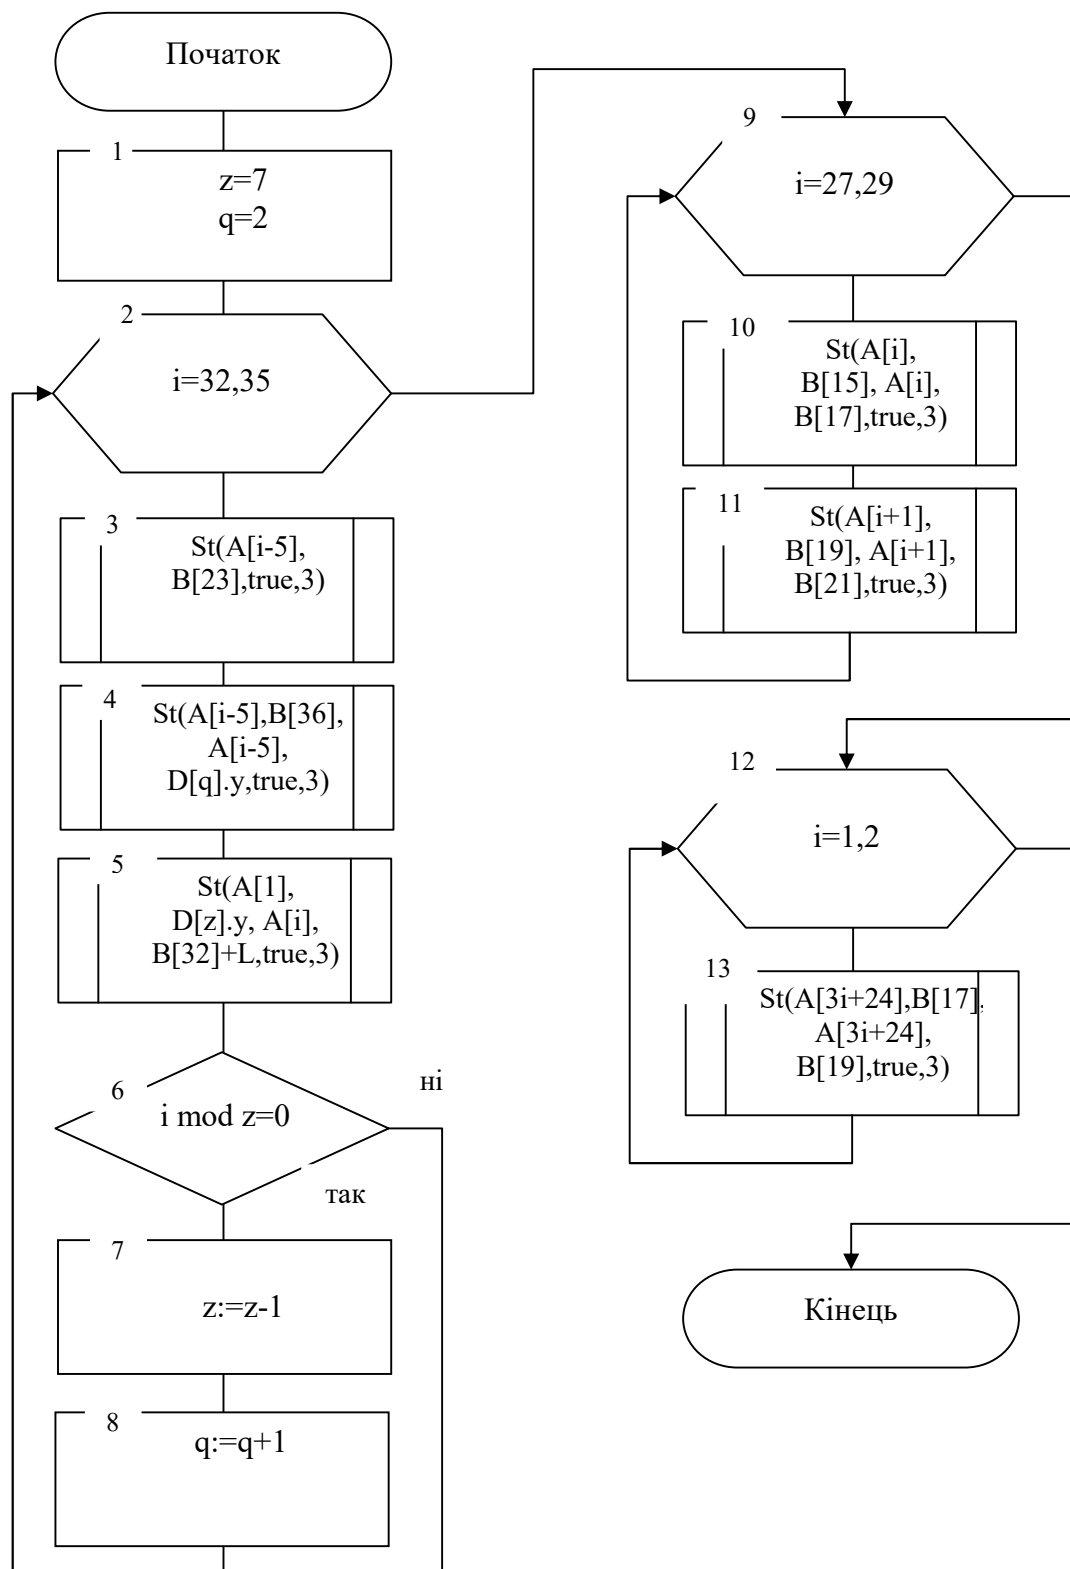 Початок
1
z=7
q=2
2
i=32,35
3
St(A[i-5],
B[23],true,3)
4
St(A[i-5],B[36],
A[i-5],
D[q].y,true,3)
5
St(A[1],
D[z].y, A[i],
B[32]+L,true,3)
6
i mod z=0
ні
так
7
z:=z-1
8
q:=q+1
9
i=27,29
10
St(A[i],
B[15], A[i],
B[17],true,3)
11
St(A[i+1],
B[19], A[i+1],
B[21],true,3)
12
i=1,2
13
St(A[3i+24],B[17],
A[3i+24],
B[19],true,3)
Кінець